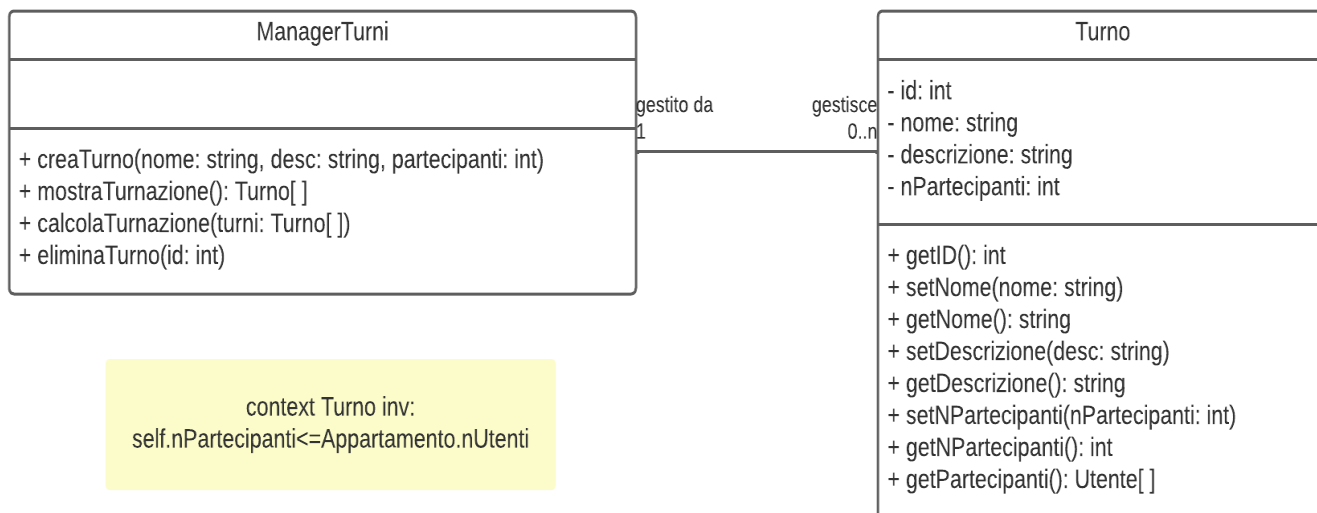 ManagerTurni
+ creaTurno(nome: string, desc: string, partecipanti: int)
+ mostraTurnazione(): Turno[ ]
+ calcolaTurnazione(turni: Turno[ ])
+ eliminaTurno(id: int)
gestito da
1
gestisce
0..n
Turno
- id: int
- nome: string
- descrizione: string
- nPartecipanti: int
+ getID(): int
+ setNome(nome: string)
+ getNome(): string
+ setDescrizione(desc: string)
+ getDescrizione(): string
+ setNPartecipanti(nPartecipanti: int)
+ getNPartecipanti(): int
+ getPartecipanti(): Utente[ ]
context Turno inv:
self.nPartecipanti<=Appartamento.nUtenti